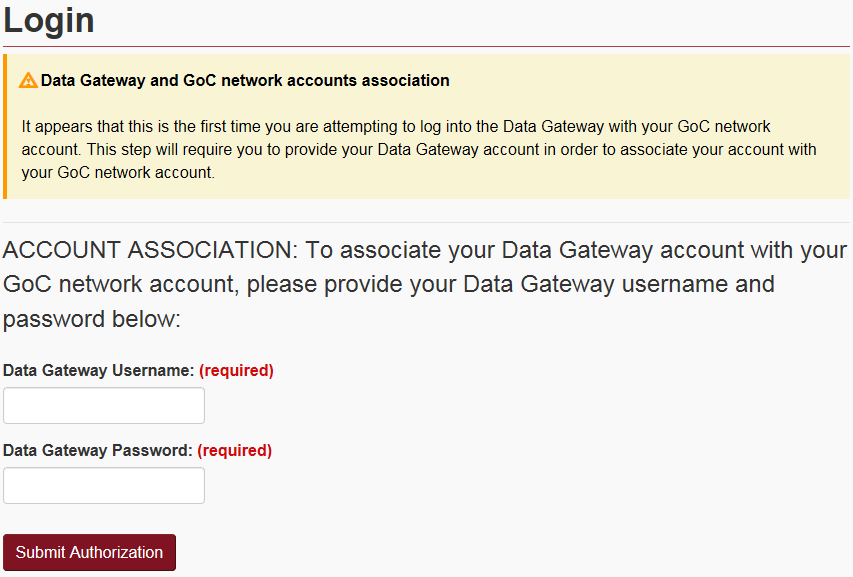 Login
Data Gateway and GoC network accounts association
It appears that this is the first time you are attempting to log into the Data Gateway with your GoC network
account. This step will require you to provide your Data Gateway account in order to associate your account with
your GoC network account.
ACCOUNT ASSOCIATION: To associate your Data Gateway account with your
GoC network account, please provide your Data Gateway username and
password below:
Data Gateway Username: (required)
Data Gateway Password: (required)
Submit Authorization